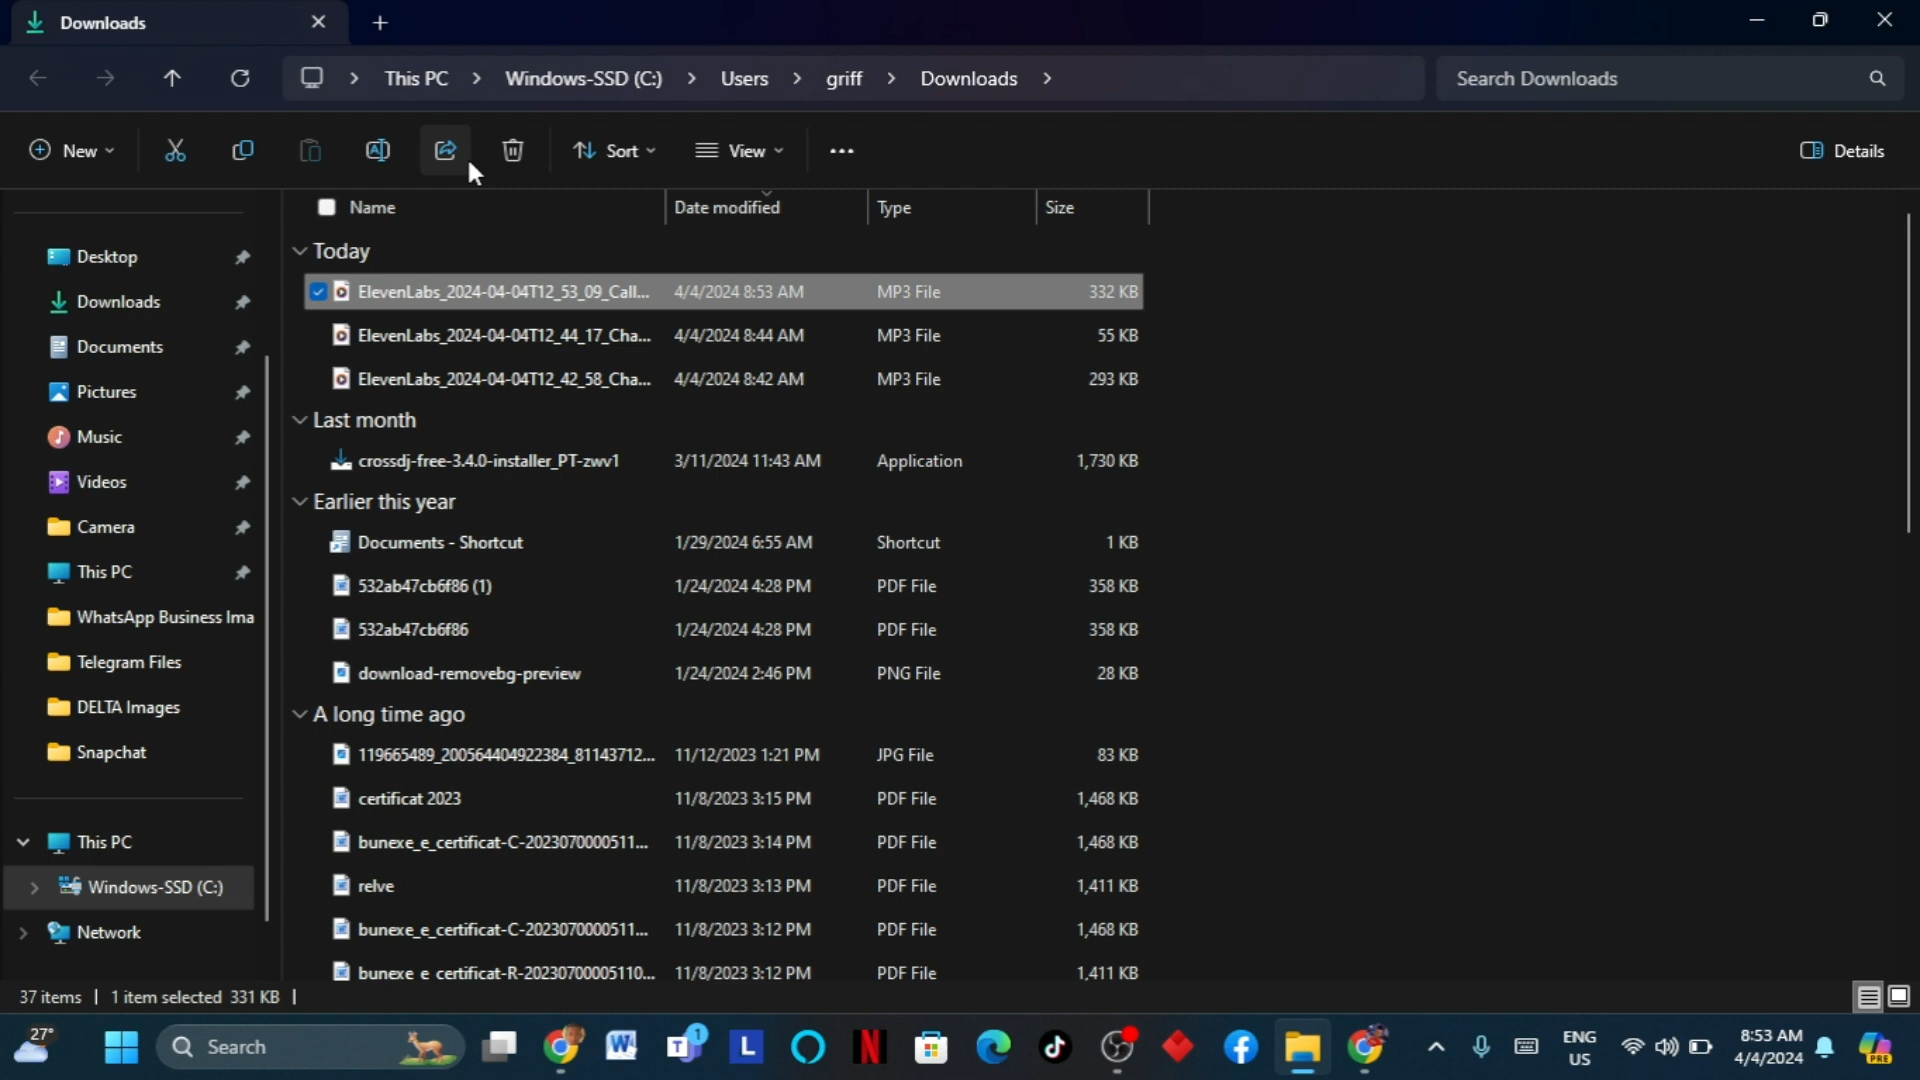 Downloads
This PC > Windows-SSD (C:) > Users > griff > Downloads >
Search Downloads
New
Sort
View
Details
Name Date modified Type Size
Desktop
Downloads
Documents
Pictures
Music
Videos
Camera
This PC
WhatsApp Business Ima
Telegram Files
DELTA Images
Snapchat
This PC
Windows-SSD (C:)
Network
Today
ElevenLabs_2024-04-04T12_53_09_Call... 4/4/2024 8:53 AM MP3 File 332 KB
ElevenLabs_2024-04-04T12_44_17_Cha... 4/4/2024 8:44 AM MP3 File 55 KB
ElevenLabs_2024-04-04T12_42_58_Cha... 4/4/2024 8:42 AM MP3 File 293 KB
Last month
crossdj-free-3.4.0-installer_PT-zwv1 3/11/2024 11:43 AM Application 1,730 KB
Earlier this year
Documents - Shortcut 1/29/2024 6:55 AM Shortcut 1 KB
532ab47cb6f86 (1) 1/24/2024 4:28 PM PDF File 358 KB
532ab47cb6f86 1/24/2024 4:28 PM PDF File 358 KB
download-removebg-preview 1/24/2024 2:46 PM PNG File 28 KB
A long time ago
119665489_200564404922384_81143712... 11/12/2023 1:21 PM JPG File 83 KB
certificat 2023 11/8/2023 3:15 PM PDF File 1,468 KB
bunexe_e_certificat-C-2023070000511... 11/8/2023 3:14 PM PDF File 1,468 KB
relve 11/8/2023 3:13 PM PDF File 1,411 KB
bunexe_e_certificat-C-2023070000511... 11/8/2023 3:12 PM PDF File 1,468 KB
bunexe_e_certificat-R-20230700005110... 11/8/2023 3:12 PM PDF File 1,411 KB
37 items | 1 item selected 331 KB |
27°
Search
1
ENG
US
8:53 AM
4/4/2024
PRE